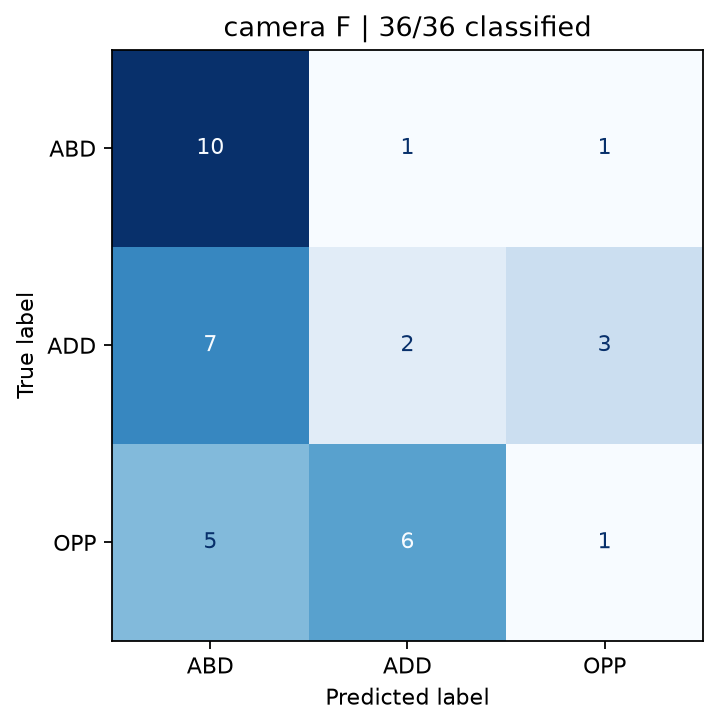 camera F | 36/36 classified
True label
ABD 10 1 1
ADD 7 2 3
OPP 5 6 1
ABD ADD OPP
Predicted label